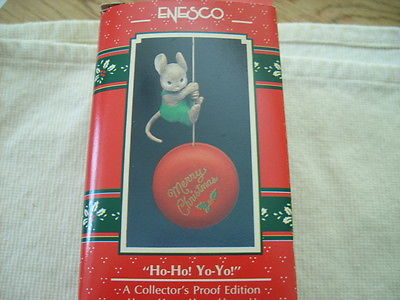 ENESCO
Merry
Christmas
"Ho-Ho! Yo-Yo!"
A Collector's Proof Edition